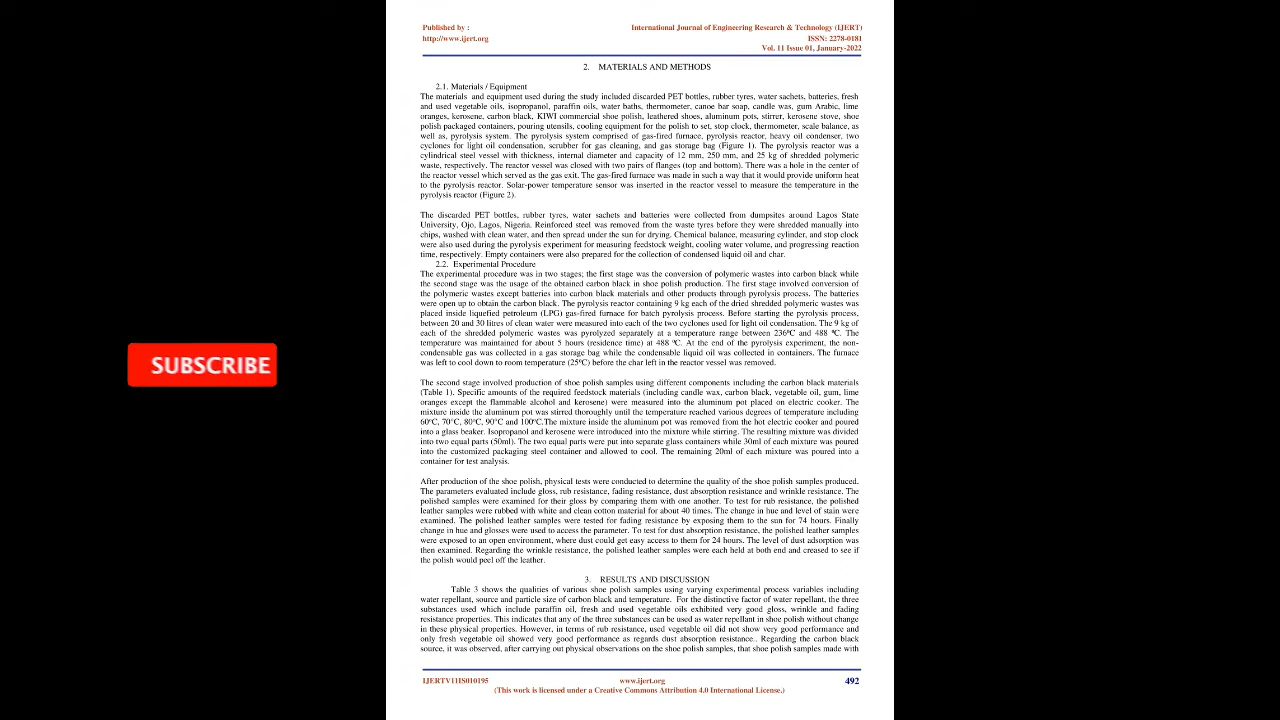 Published by :
http://www.ijert.org
International Journal of Engineering Research & Technology (IJERT)
ISSN: 2278-0181
Vol. 11 Issue 01, January-2022
2. MATERIALS AND METHODS
2.1. Materials / Equipment
The materials and equipment used during the study included discarded PET bottles, rubber tyres, water sachets, batteries, fresh
and used vegetable oils, isopropanol, paraffin oils, water baths, thermometer, canoe bar soap, candle was, gum Arabic, lime
oranges, kerosene, carbon black, KIWI commercial shoe polish, leathered shoes, aluminum pots, stirrer, kerosene stove, shoe
polish packaged containers, pouring utensils, cooling equipment for the polish to set, stop clock, thermometer, scale balance, as
well as, pyrolysis system. The pyrolysis system comprised of gas-fired furnace, pyrolysis reactor, heavy oil condenser, two
cyclones for light oil condensation, scrubber for gas cleaning, and gas storage bag (Figure 1). The pyrolysis reactor was a
cylindrical steel vessel with thickness, internal diameter and capacity of 12 mm, 250 mm, and 25 kg of shredded polymeric
waste, respectively. The reactor vessel was closed with two pairs of flanges (top and bottom). There was a hole in the center of
the reactor vessel which served as the gas exit. The gas-fired furnace was made in such a way that it would provide uniform heat
to the pyrolysis reactor. Solar-power temperature sensor was inserted in the reactor vessel to measure the temperature in the
pyrolysis reactor (Figure 2).
The discarded PET bottles, rubber tyres, water sachets and batteries were collected from dumpsites around Lagos State
University, Ojo, Lagos, Nigeria. Reinforced steel was removed from the waste tyres before they were shredded manually into
chips, washed with clean water, and then spread under the sun for drying. Chemical balance, measuring cylinder, and stop clock
were also used during the pyrolysis experiment for measuring feedstock weight, cooling water volume, and progressing reaction
time, respectively. Empty containers were also prepared for the collection of condensed liquid oil and char.
2.2. Experimental Procedure
The experimental procedure was in two stages; the first stage was the conversion of polymeric wastes into carbon black while
the second stage was the usage of the obtained carbon black in shoe polish production. The first stage involved conversion of
the polymeric wastes except batteries into carbon black materials and other products through pyrolysis process. The batteries
were open up to obtain the carbon black. The pyrolysis reactor containing 9 kg each of the dried shredded polymeric wastes was
placed inside liquefied petroleum (LPG) gas-fired furnace for batch pyrolysis process. Before starting the pyrolysis process,
between 20 and 30 litres of clean water were measured into each of the two cyclones used for light oil condensation. The 9 kg of
each of the shredded polymeric wastes was pyrolyzed separately at a temperature range between 236ºC and 488 ºC. The
temperature was maintained for about 5 hours (residence time) at 488 ºC. At the end of the pyrolysis experiment, the non-
condensable gas was collected in a gas storage bag while the condensable liquid oil was collected in containers. The furnace
was left to cool down to room temperature (25ºC) before the char left in the reactor vessel was removed.
The second stage involved production of shoe polish samples using different components including the carbon black materials
(Table 1). Specific amounts of the required feedstock materials (including candle wax, carbon black, vegetable oil, gum, lime
oranges except the flammable alcohol and kerosene) were measured into the aluminum pot placed on electric cooker. The
mixture inside the aluminum pot was stirred thoroughly until the temperature reached various degrees of temperature including
60ºC, 70°C, 80ºC, 90°C and 100ºC.The mixture inside the aluminum pot was removed from the hot electric cooker and poured
into a glass beaker. Isopropanol and kerosene were introduced into the mixture while stirring. The resulting mixture was divided
into two equal parts (50ml). The two equal parts were put into separate glass containers while 30ml of each mixture was poured
into the customized packaging steel container and allowed to cool. The remaining 20ml of each mixture was poured into a
container for test analysis.
After production of the shoe polish, physical tests were conducted to determine the quality of the shoe polish samples produced.
The parameters evaluated include gloss, rub resistance, fading resistance, dust absorption resistance and wrinkle resistance. The
polished samples were examined for their gloss by comparing them with one another. To test for rub resistance, the polished
leather samples were rubbed with white and clean cotton material for about 40 times. The change in hue and level of stain were
examined. The polished leather samples were tested for fading resistance by exposing them to the sun for 74 hours. Finally
change in hue and glosses were used to access the parameter. To test for dust absorption resistance, the polished leather samples
were exposed to an open environment, where dust could get easy access to them for 24 hours. The level of dust adsorption was
then examined. Regarding the wrinkle resistance, the polished leather samples were each held at both end and creased to see if
the polish would peel off the leather.
3. RESULTS AND DISCUSSION
Table 3 shows the qualities of various shoe polish samples using varying experimental process variables including
water repellant, source and particle size of carbon black and temperature. For the distinctive factor of water repellant, the three
substances used which include paraffin oil, fresh and used vegetable oils exhibited very good gloss, wrinkle and fading
resistance properties. This indicates that any of the three substances can be used as water repellant in shoe polish without change
in these physical properties. However, in terms of rub resistance, used vegetable oil did not show very good performance and
only fresh vegetable oil showed very good performance as regards dust absorption resistance.. Regarding the carbon black
source, it was observed, after carrying out physical observations on the shoe polish samples, that shoe polish samples made with
IJERTV11IS010195
www.ijert.org
492
(This work is licensed under a Creative Commons Attribution 4.0 International License.)
SUBSCRIBE